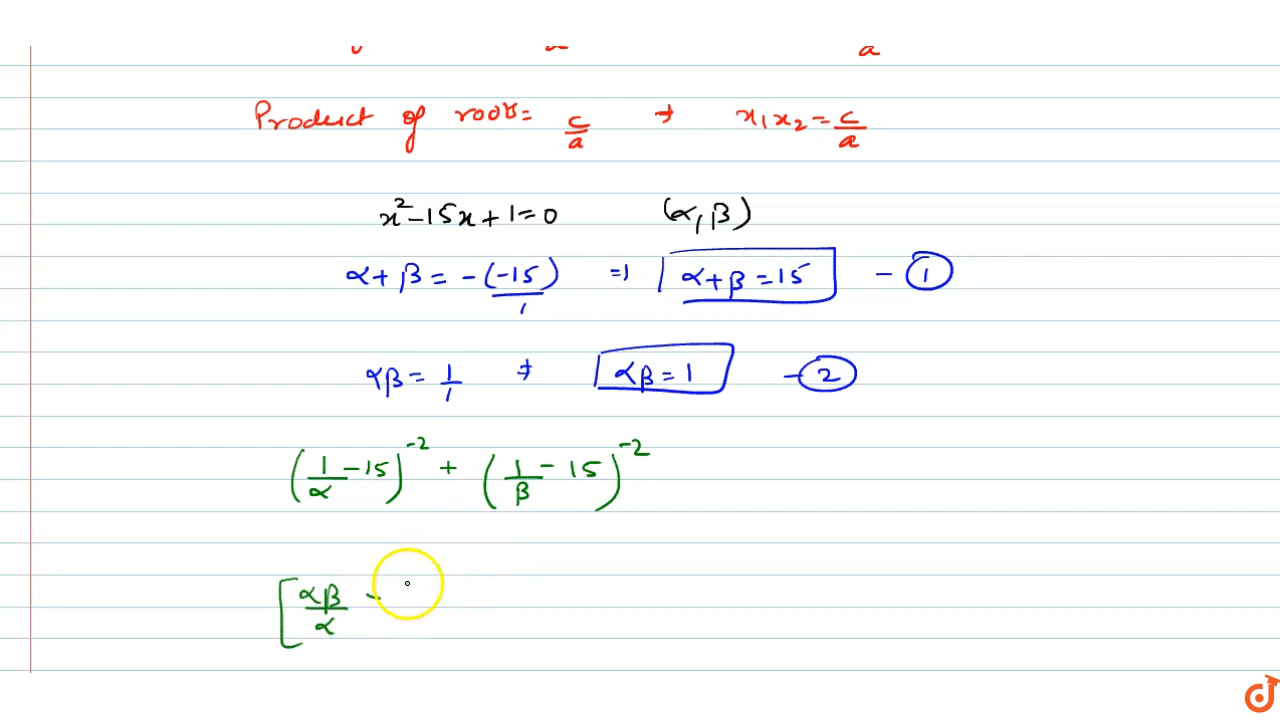 a a
Product of roots = c/a ⇒ x₁x₂ = c/a
x² - 15x + 1 = 0 (α, β)
α + β = -(-15)/1 ⇒ α + β = 15 - ①
αβ = 1/1 ⇒ αβ = 1 - ②
(1/α - 15)⁻² + (1/β - 15)⁻²
[αβ/α -